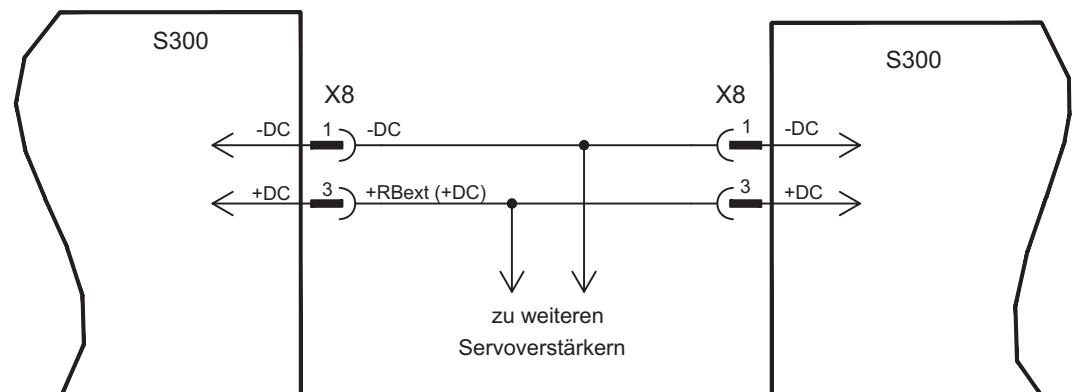 S300
S300
X8
X8
-DC 1 -DC
1 -DC
+DC 3 +RBext (+DC)
3 +DC
zu weiteren
Servoverstärkern